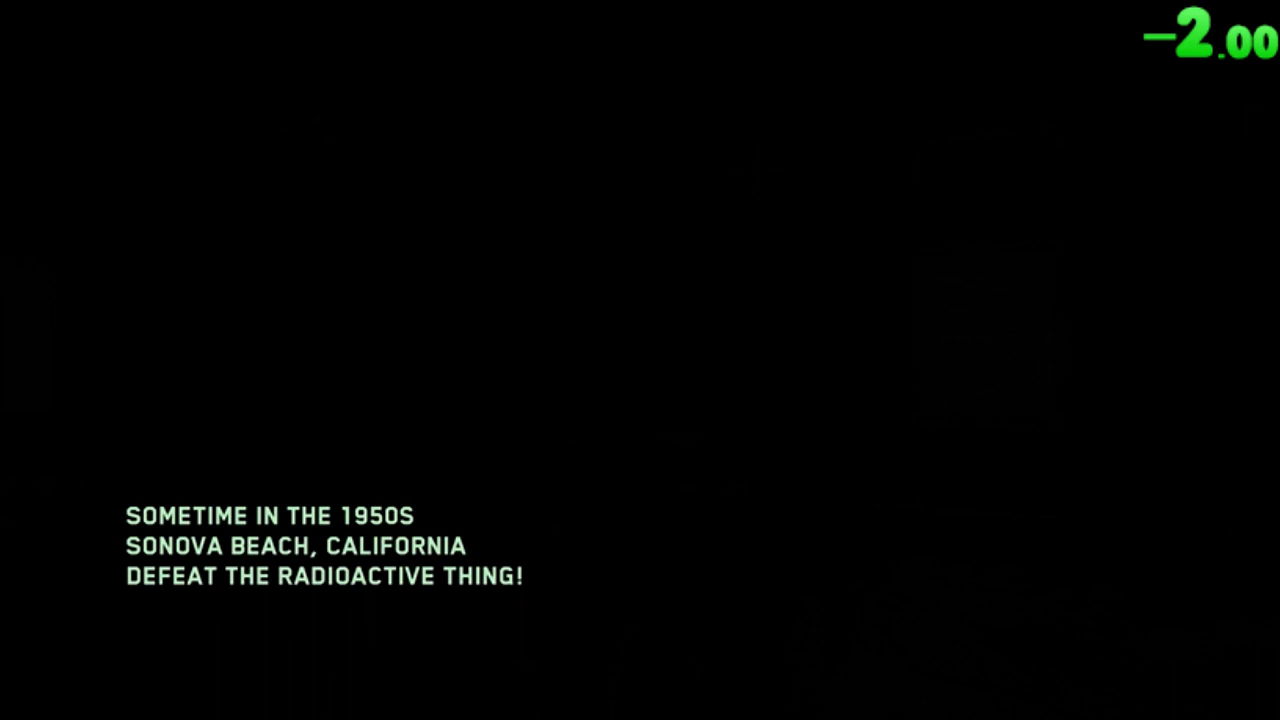 −2.00
SOMETIME IN THE 1950S
SONOVA BEACH, CALIFORNIA
DEFEAT THE RADIOACTIVE THING!